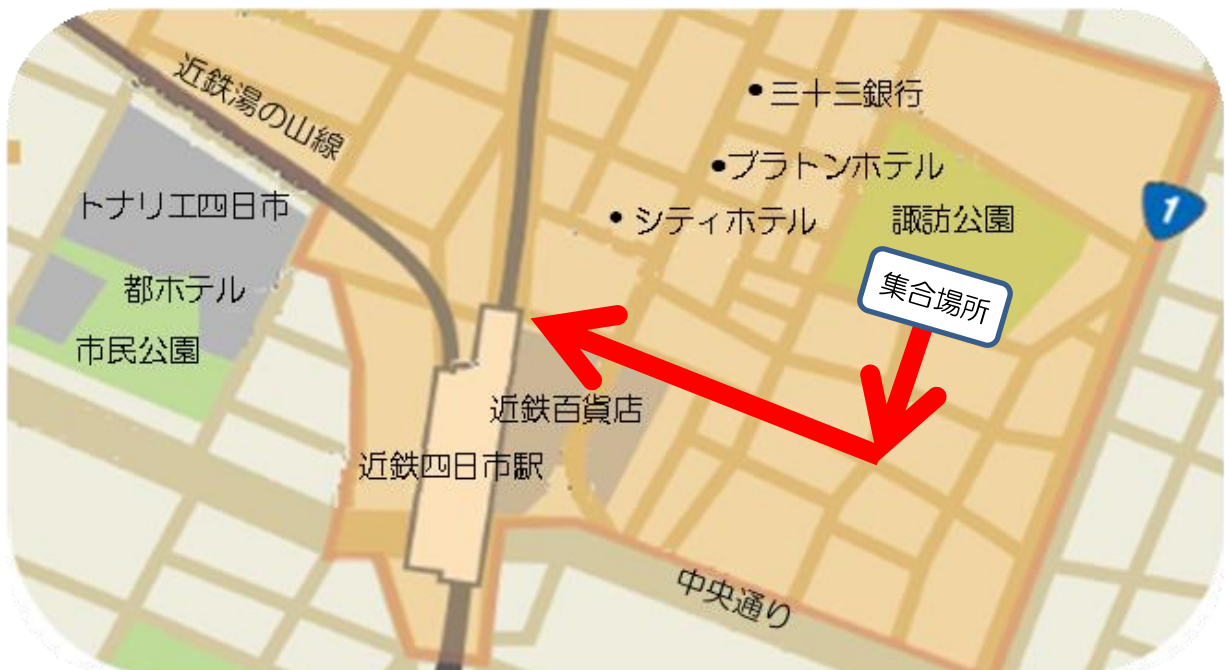 近鉄湯の山線
三十三銀行
プラトンホテル
シティホテル
諏訪公園
1
トナリエ四日市
都ホテル
市民公園
集合場所
近鉄百貨店
近鉄四日市駅
中央通り